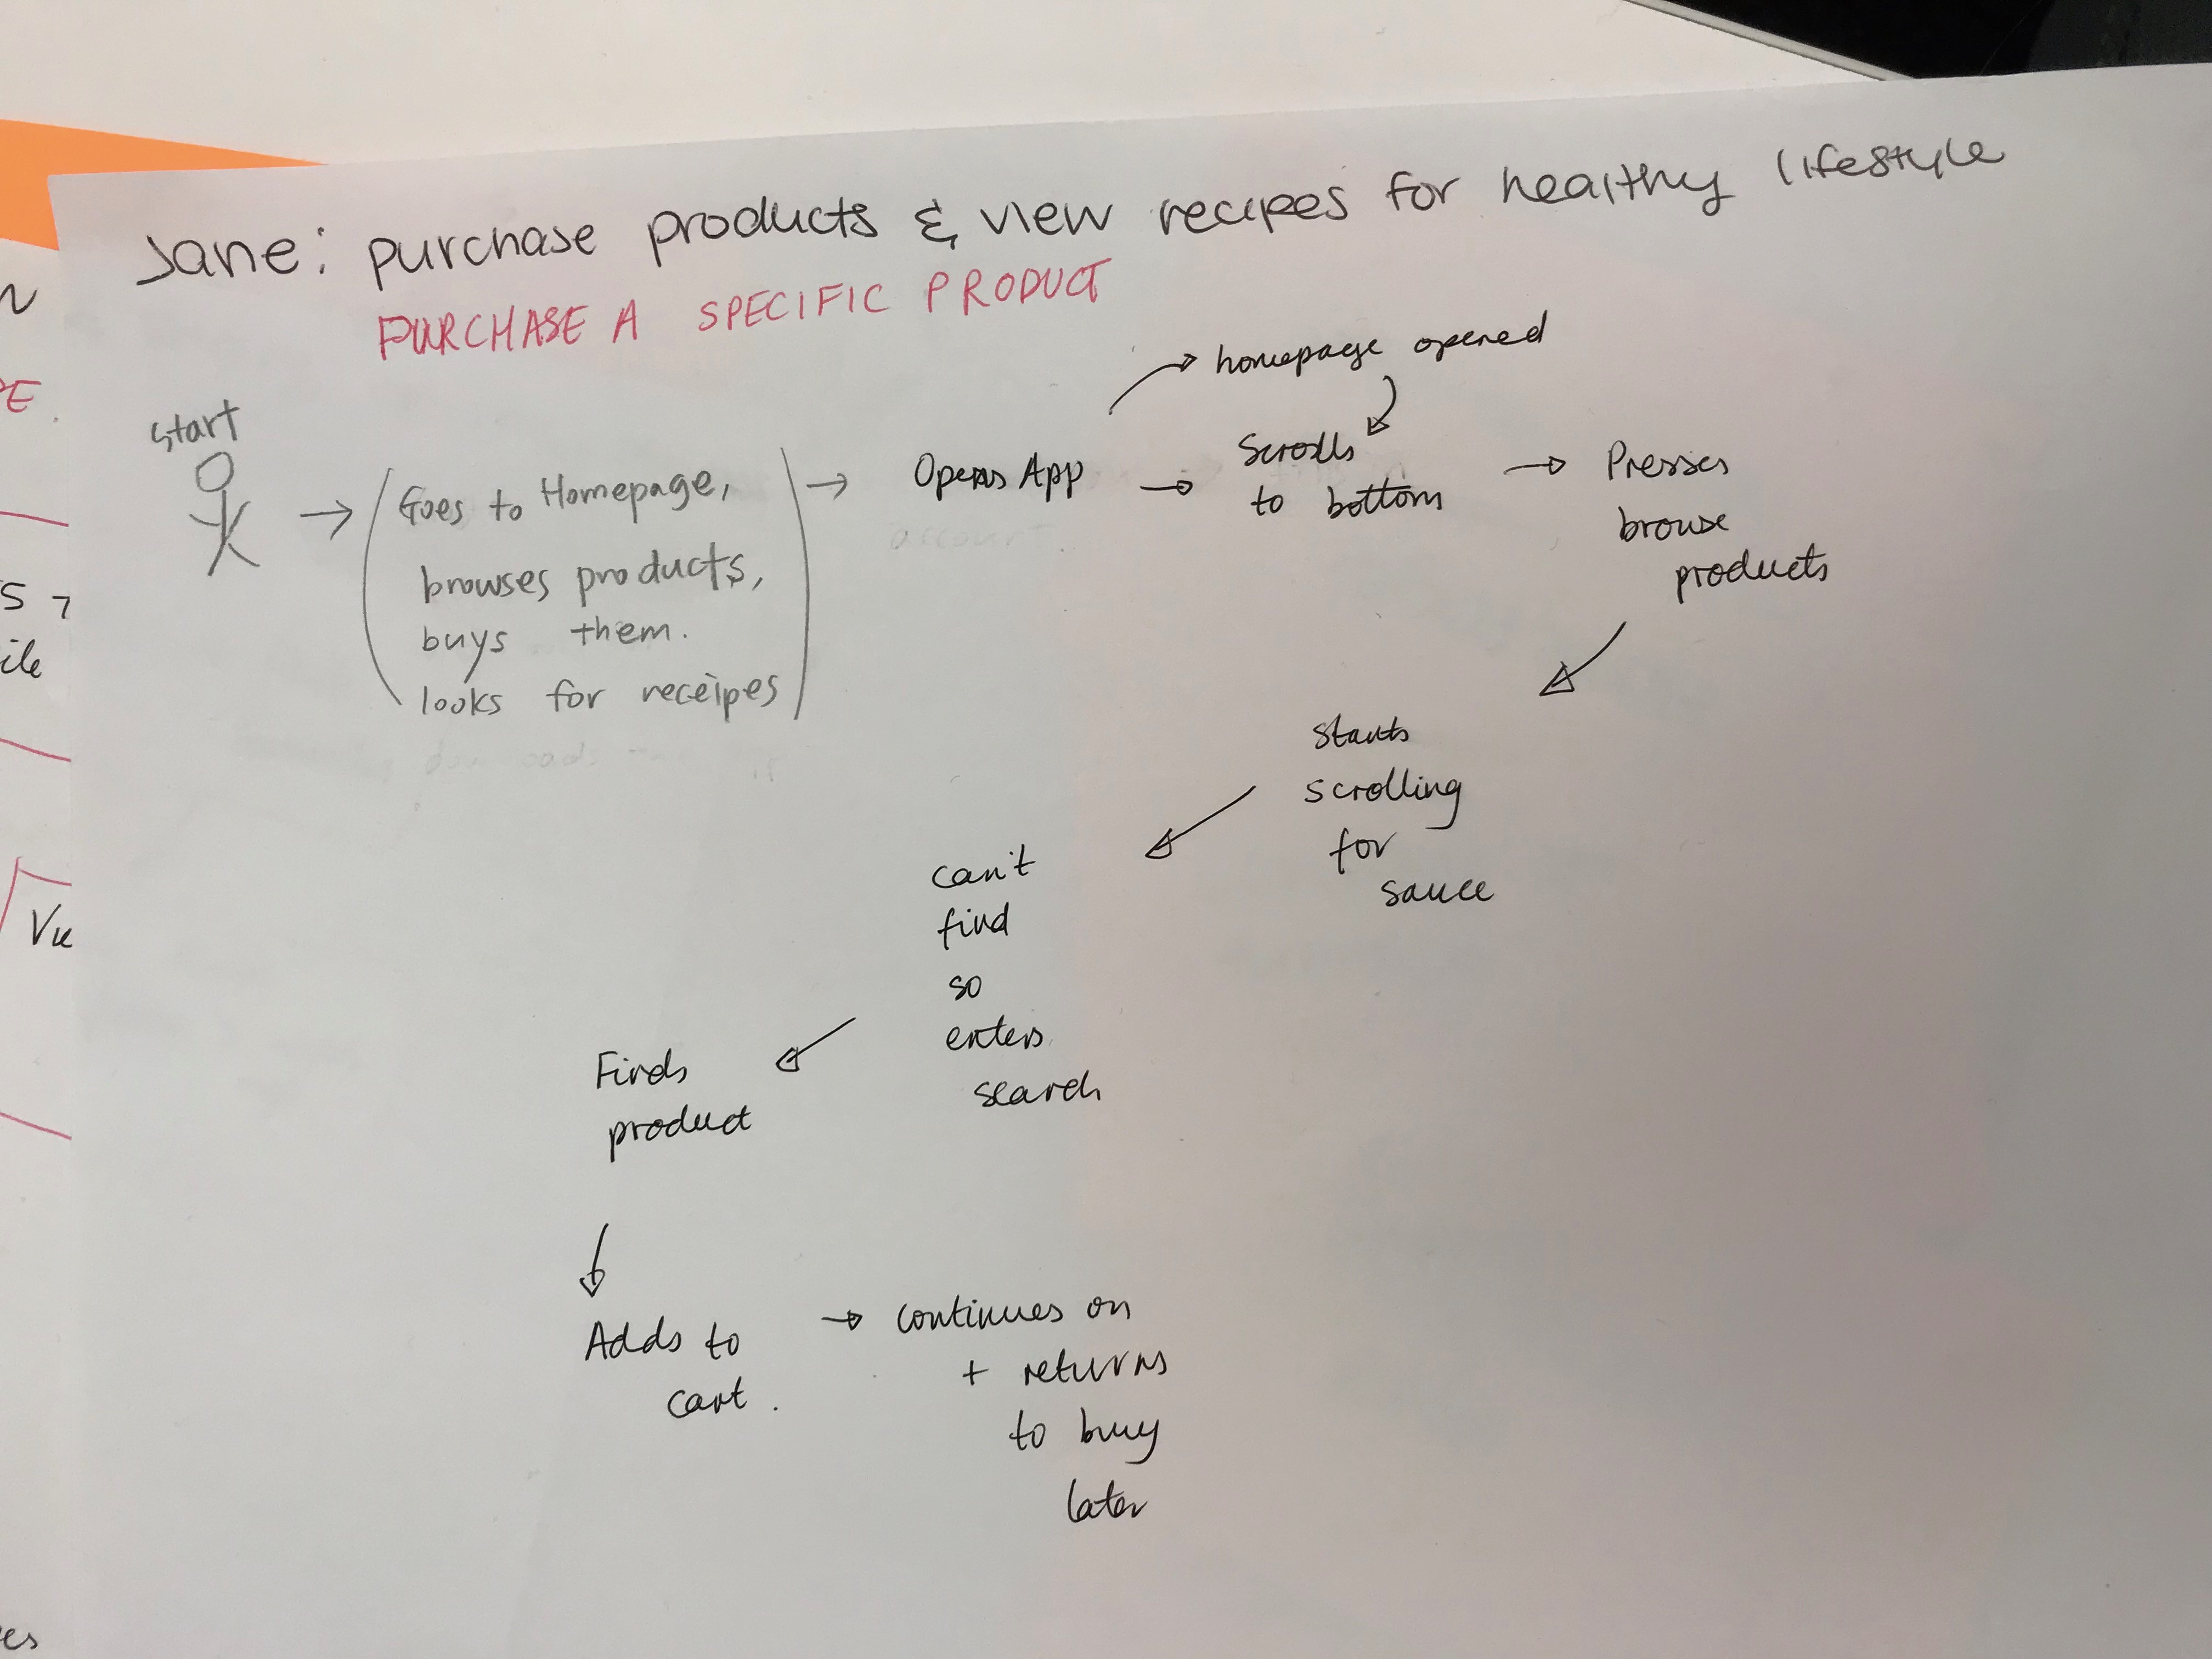 Jane: purchase products & view recipes for healthy lifestyle
PURCHASE A SPECIFIC PRODUCT
start
Goes to Homepage,
browses products,
buys them.
looks for receipes
Opens App
homepage opened
Scrolls
to bottom
Presses
browse
products
starts
scrolling
for
sauce
can't
find
so
enters
search
Finds
product
Adds to
cart.
continues on
+ returns
to buy
later
account